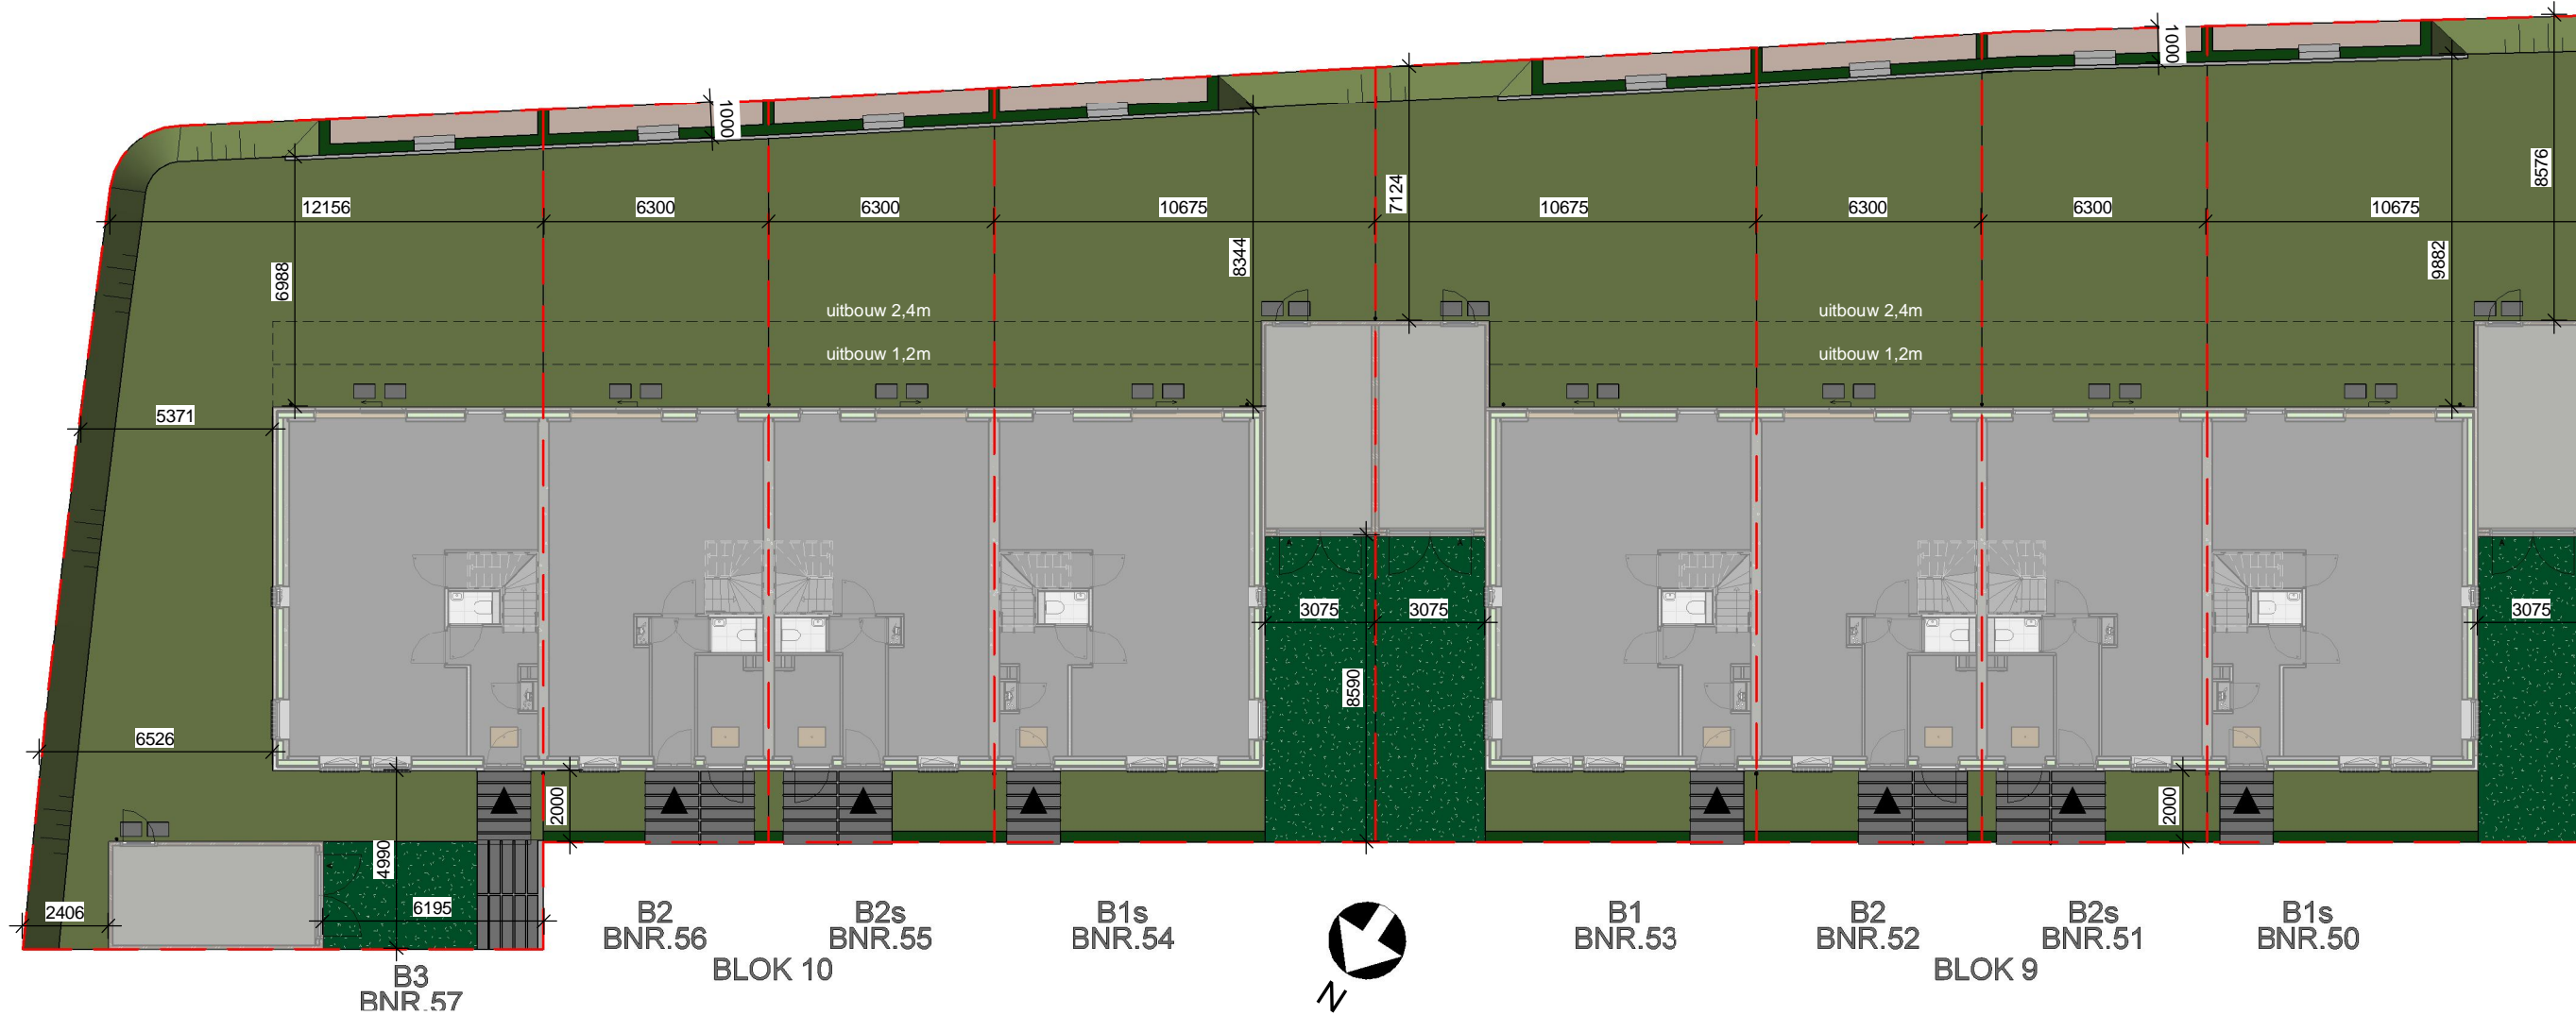 1000
1000
8576
12156
6300
6300
10675
7124
10675
6300
6300
10675
6988
8344
9882
uitbouw 2,4m
uitbouw 2,4m
uitbouw 1,2m
uitbouw 1,2m
5371
3075
3075
3075
8590
6526
2000
2000
4990
2406
6195
B3
BNR.57
B2
BNR.56
B2s
BNR.55
B1s
BNR.54
BLOK 10
N
B1
BNR.53
B2
BNR.52
B2s
BNR.51
B1s
BNR.50
BLOK 9